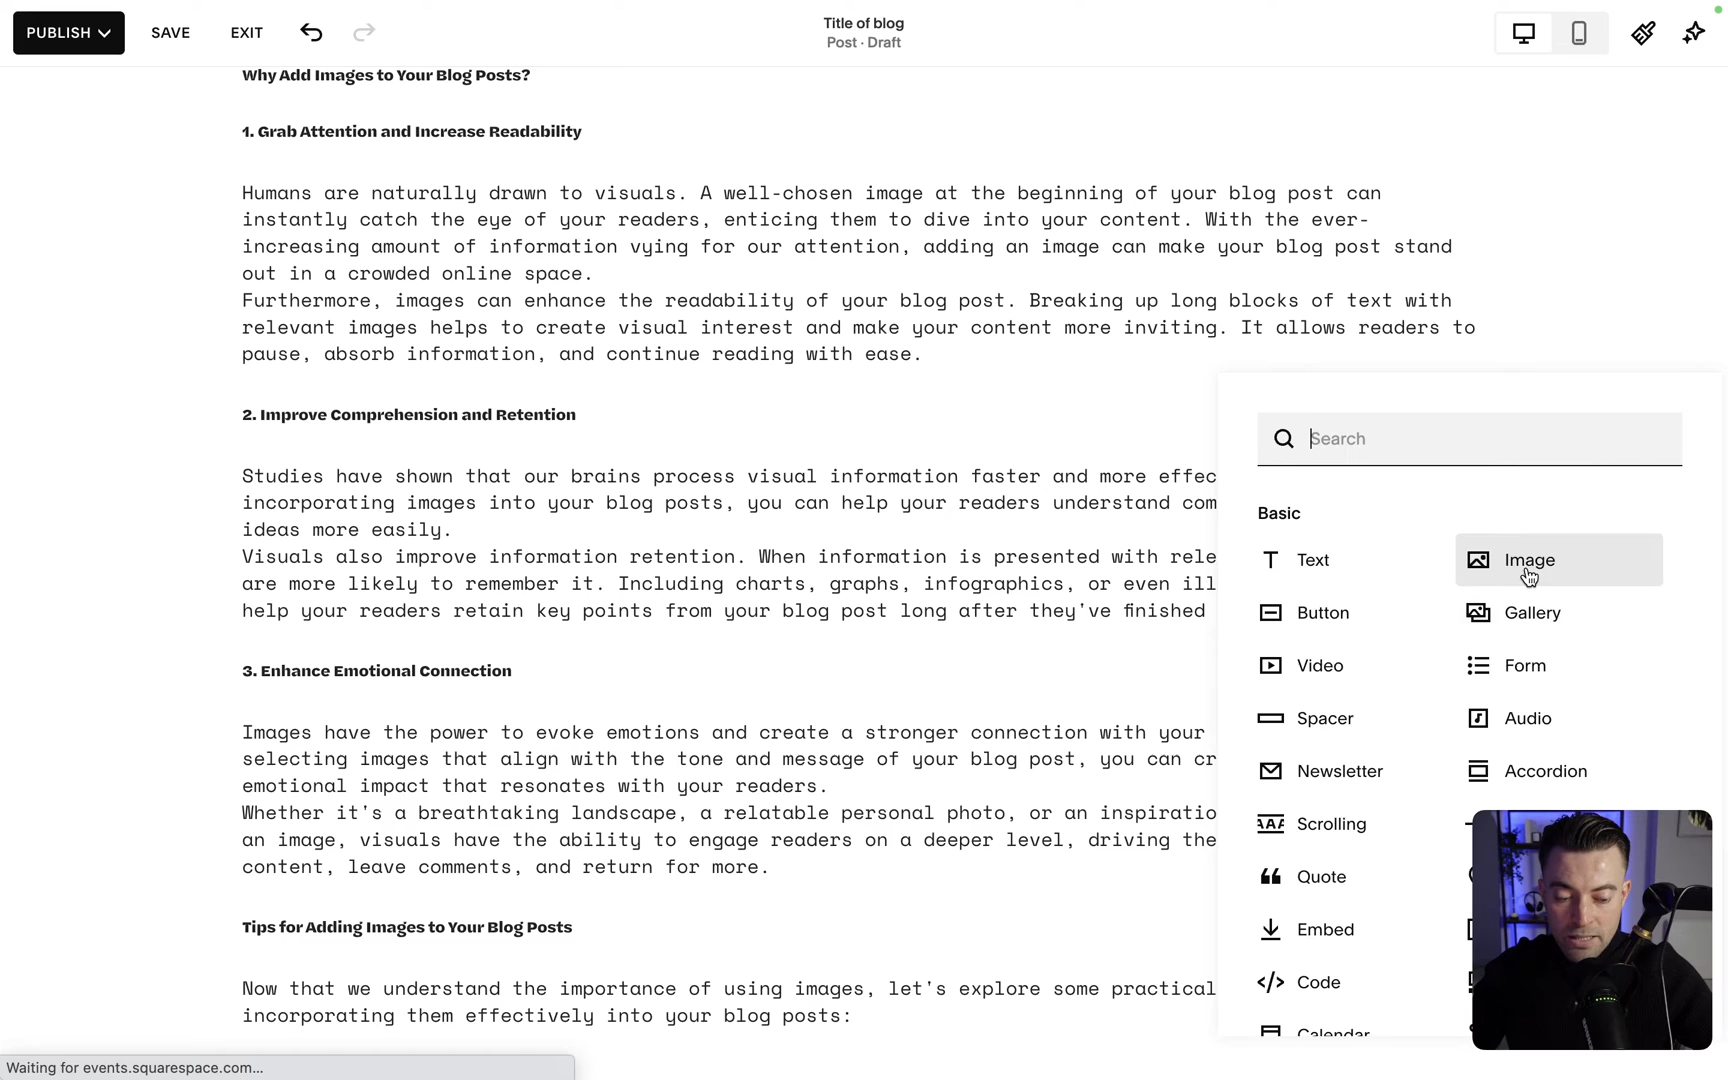 PUBLISH
SAVE
EXIT
Title of blog
Post · Draft
Why Add Images to Your Blog Posts?
1. Grab Attention and Increase Readability
Humans are naturally drawn to visuals. A well-chosen image at the beginning of your blog post can
instantly catch the eye of your readers, enticing them to dive into your content. With the ever-
increasing amount of information vying for our attention, adding an image can make your blog post stand
out in a crowded online space.
Furthermore, images can enhance the readability of your blog post. Breaking up long blocks of text with
relevant images helps to create visual interest and make your content more inviting. It allows readers to
pause, absorb information, and continue reading with ease.
2. Improve Comprehension and Retention
Studies have shown that our brains process visual information faster and more effec
incorporating images into your blog posts, you can help your readers understand com
ideas more easily.
Visuals also improve information retention. When information is presented with rele
are more likely to remember it. Including charts, graphs, infographics, or even ill
help your readers retain key points from your blog post long after they've finished
3. Enhance Emotional Connection
Images have the power to evoke emotions and create a stronger connection with your
selecting images that align with the tone and message of your blog post, you can cr
emotional impact that resonates with your readers.
Whether it's a breathtaking landscape, a relatable personal photo, or an inspiratio
an image, visuals have the ability to engage readers on a deeper level, driving the
content, leave comments, and return for more.
Tips for Adding Images to Your Blog Posts
Now that we understand the importance of using images, let's explore some practical
incorporating them effectively into your blog posts:
Search
Basic
Text
Image
Button
Gallery
Video
Form
Spacer
Audio
Newsletter
Accordion
Scrolling
Quote
Embed
Code
Calendar
Waiting for events.squarespace.com...